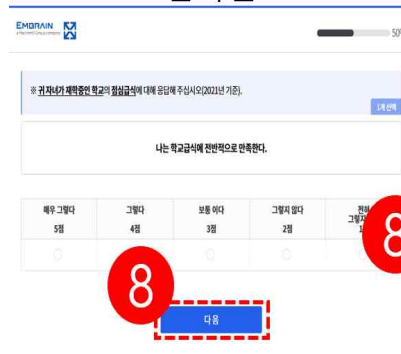 EMBRAIN
50%
※ 귀 자녀가 재학중인 학교의 점심급식에 대해 응답해 주십시오(2021년 기준).
1개 선택
나는 학교급식에 전반적으로 만족한다.
매우 그렇다 그렇다 보통 이다 그렇지 않다 전혀
5점 4점 3점 2점
8
8
다음